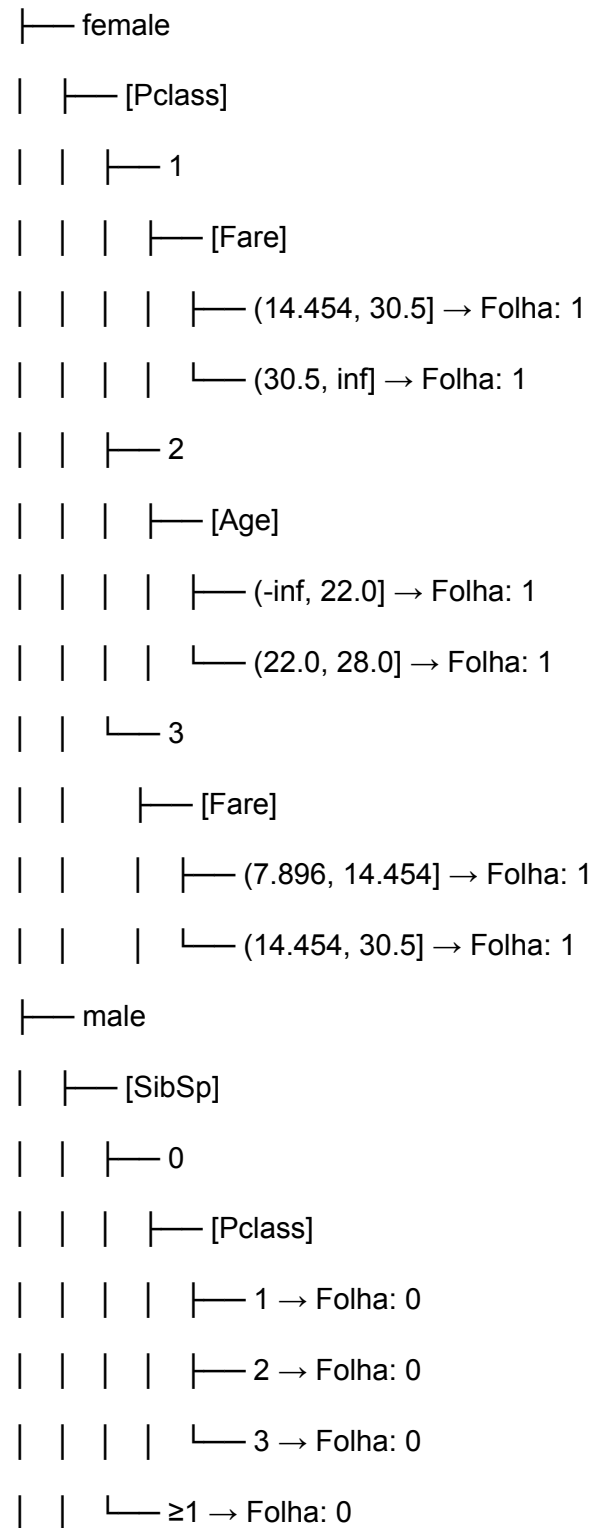 ├── female
│ ├── [Pclass]
│ │ ├── 1
│ │ │ ├── [Fare]
│ │ │ │ ├── (14.454, 30.5] → Folha: 1
│ │ │ │ └── (30.5, inf] → Folha: 1
│ │ ├── 2
│ │ │ ├── [Age]
│ │ │ │ ├── (-inf, 22.0] → Folha: 1
│ │ │ │ └── (22.0, 28.0] → Folha: 1
│ │ └── 3
│ │ ├── [Fare]
│ │ │ ├── (7.896, 14.454] → Folha: 1
│ │ │ └── (14.454, 30.5] → Folha: 1
├── male
│ ├── [SibSp]
│ │ ├── 0
│ │ │ ├── [Pclass]
│ │ │ │ ├── 1 → Folha: 0
│ │ │ │ ├── 2 → Folha: 0
│ │ │ │ └── 3 → Folha: 0
│ │ └── ≥1 → Folha: 0